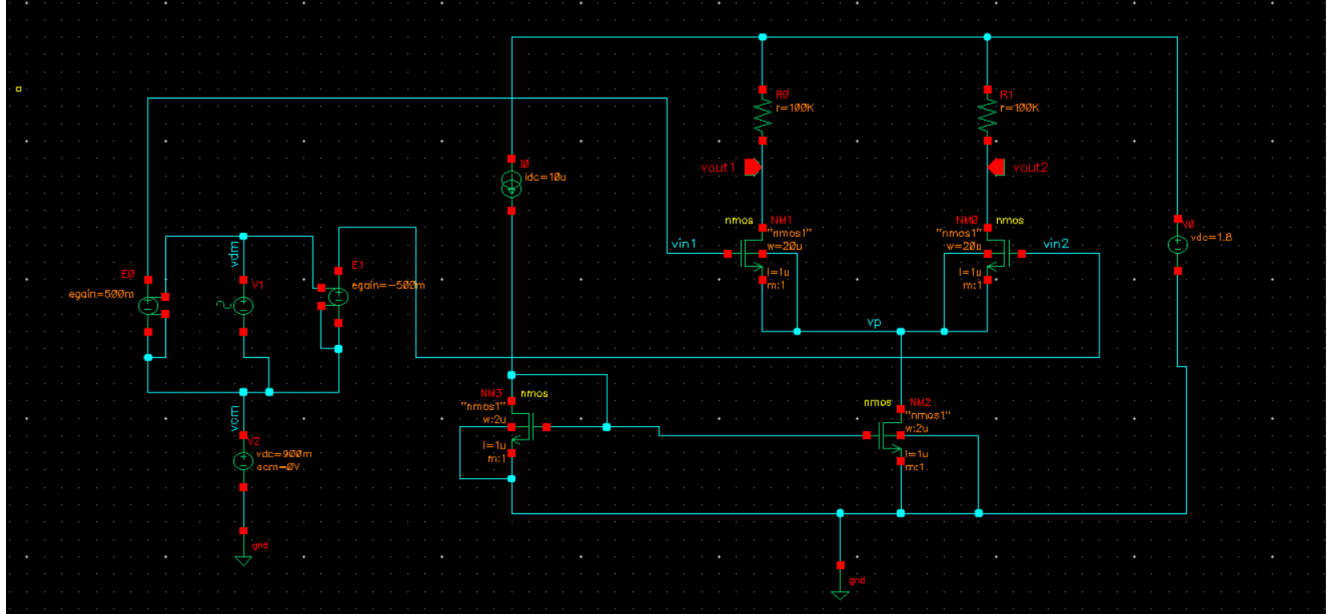 R0
r=100K
R1
r=100K
I0
idc=10u
vout1
vout2
nmos
NM1
"nmos1"
w=20u
l=1u
m:1
vin1
NM0
nmos
"nmos1"
w=20u
l=1u
m:1
vin2
V0
vdc=1.8
vdm
E0
egain=500m
V1
E1
egain=-500m
vp
NM3
nmos
"nmos1"
w:2u
l=1u
m:1
nmos
NM2
"nmos1"
w:2u
l=1u
m:1
vcm
V2
vdc=900m
acm=0V
gnd
gnd